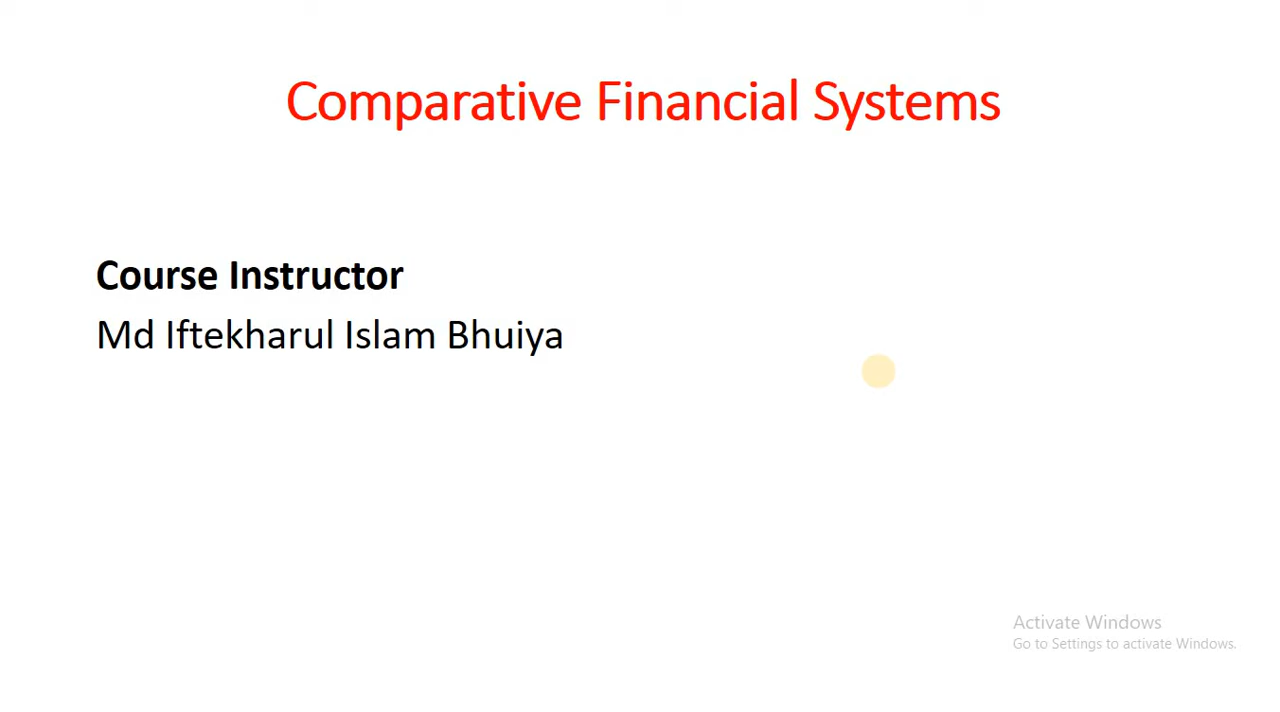 Comparative Financial Systems
Course Instructor
Md Iftekharul Islam Bhuiya
Activate Windows
Go to Settings to activate Windows.